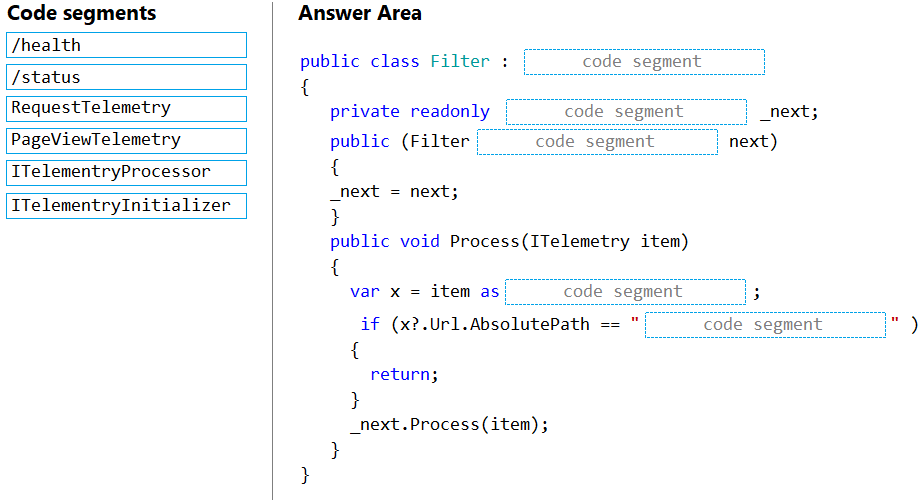 Code segments
/health
/status
RequestTelemetry
PageViewTelemetry
ITelementryProcessor
ITelementryInitializer
Answer Area
public class Filter : code segment
{
private readonly code segment _next;
public (Filter code segment next)
{
_next = next;
}
public void Process(ITelemetry item)
{
var x = item as code segment ;
if (x?.Url.AbsolutePath == " code segment " )
{
return;
}
_next.Process(item);
}
}